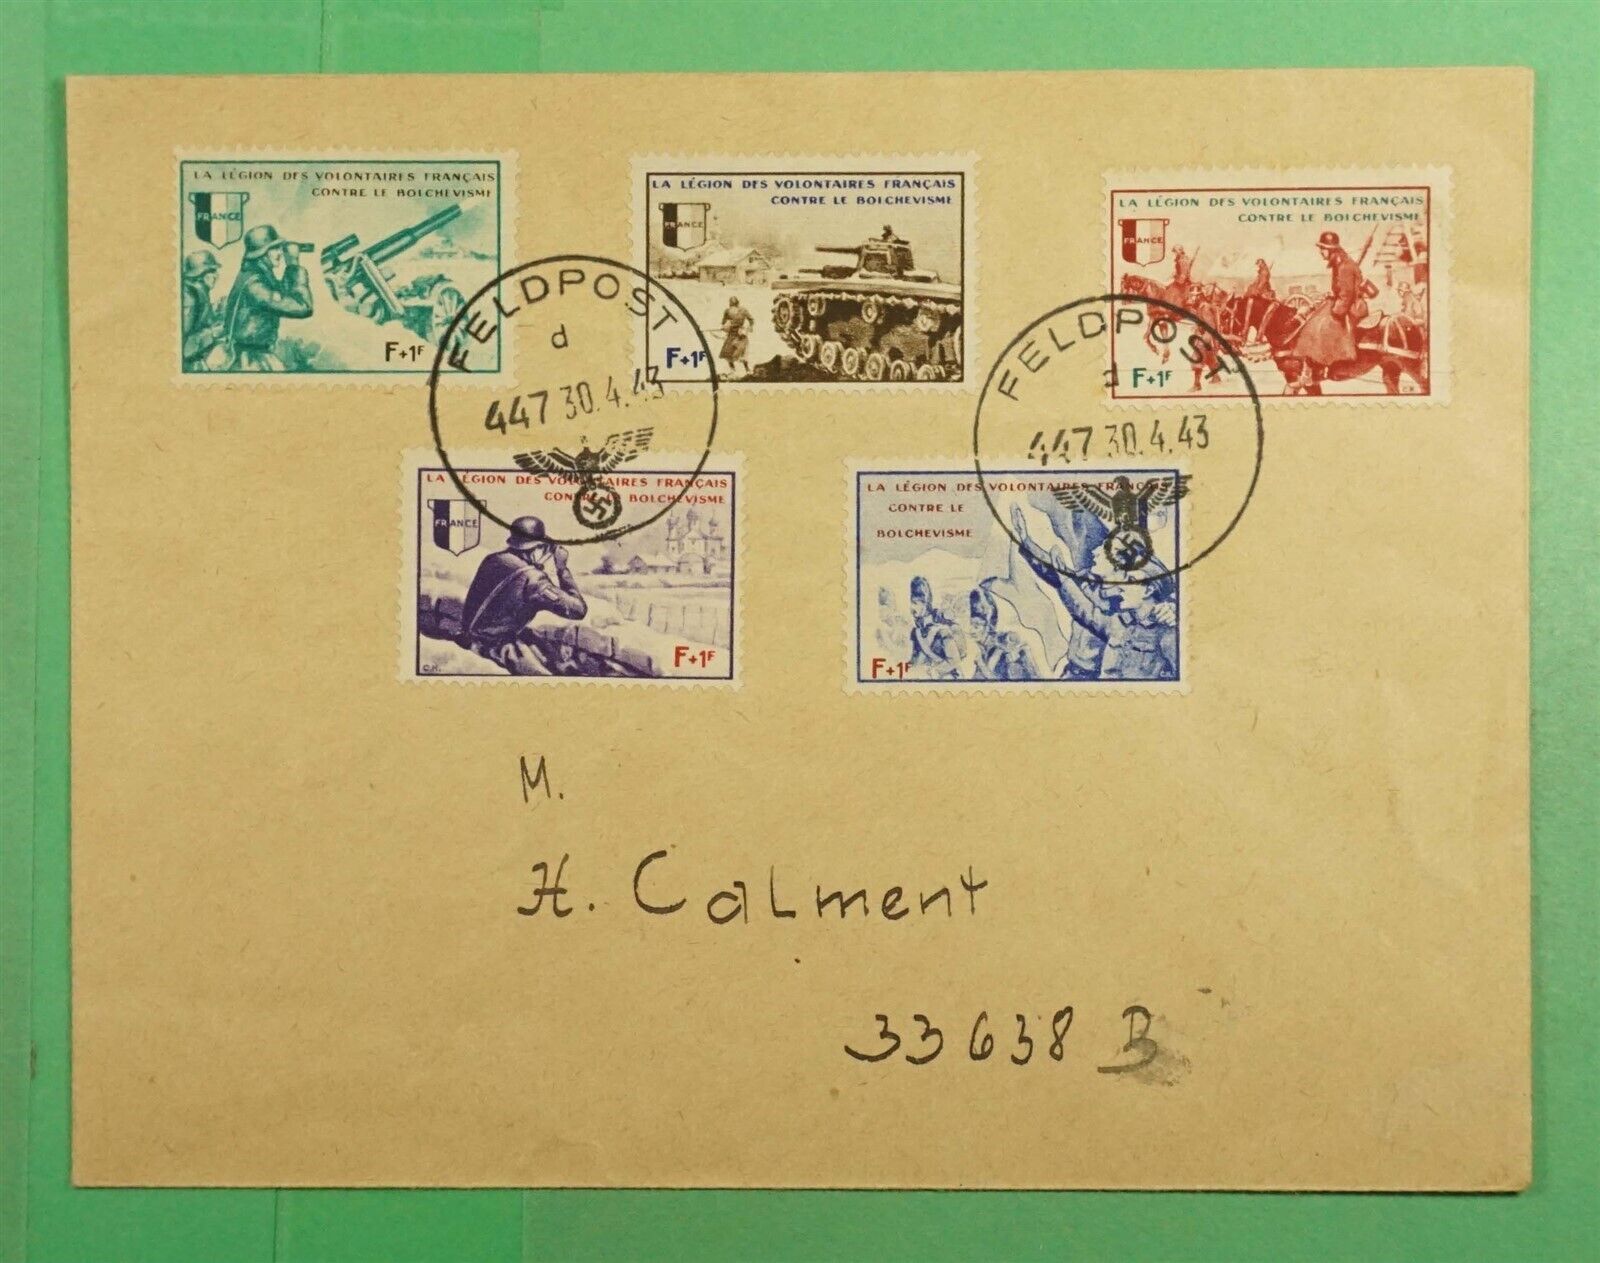 LA LÉGION DES VOLONTAIRES FRANÇAIS
CONTRE LE BOLCHEVISME
FRANCE
F+1F
LA LÉGION DES VOLONTAIRES FRANÇAIS
CONTRE LE BOLCHEVISME
FRANCE
F+1F
LA LÉGION DES VOLONTAIRES FRANÇAIS
CONTRE LE BOLCHEVISME
FRANCE
F+1F
FELDPOST
d
447 30.4.43
FELDPOST
d
447 30.4.43
LA LÉGION DES VOLONTAIRES FRANÇAIS
CONTRE LE BOLCHEVISME
FRANCE
F+1F
LA LÉGION DES VOLONTAIRES FRANÇAIS
CONTRE LE
BOLCHEVISME
F+1F
M.
H. Calment
33638 B